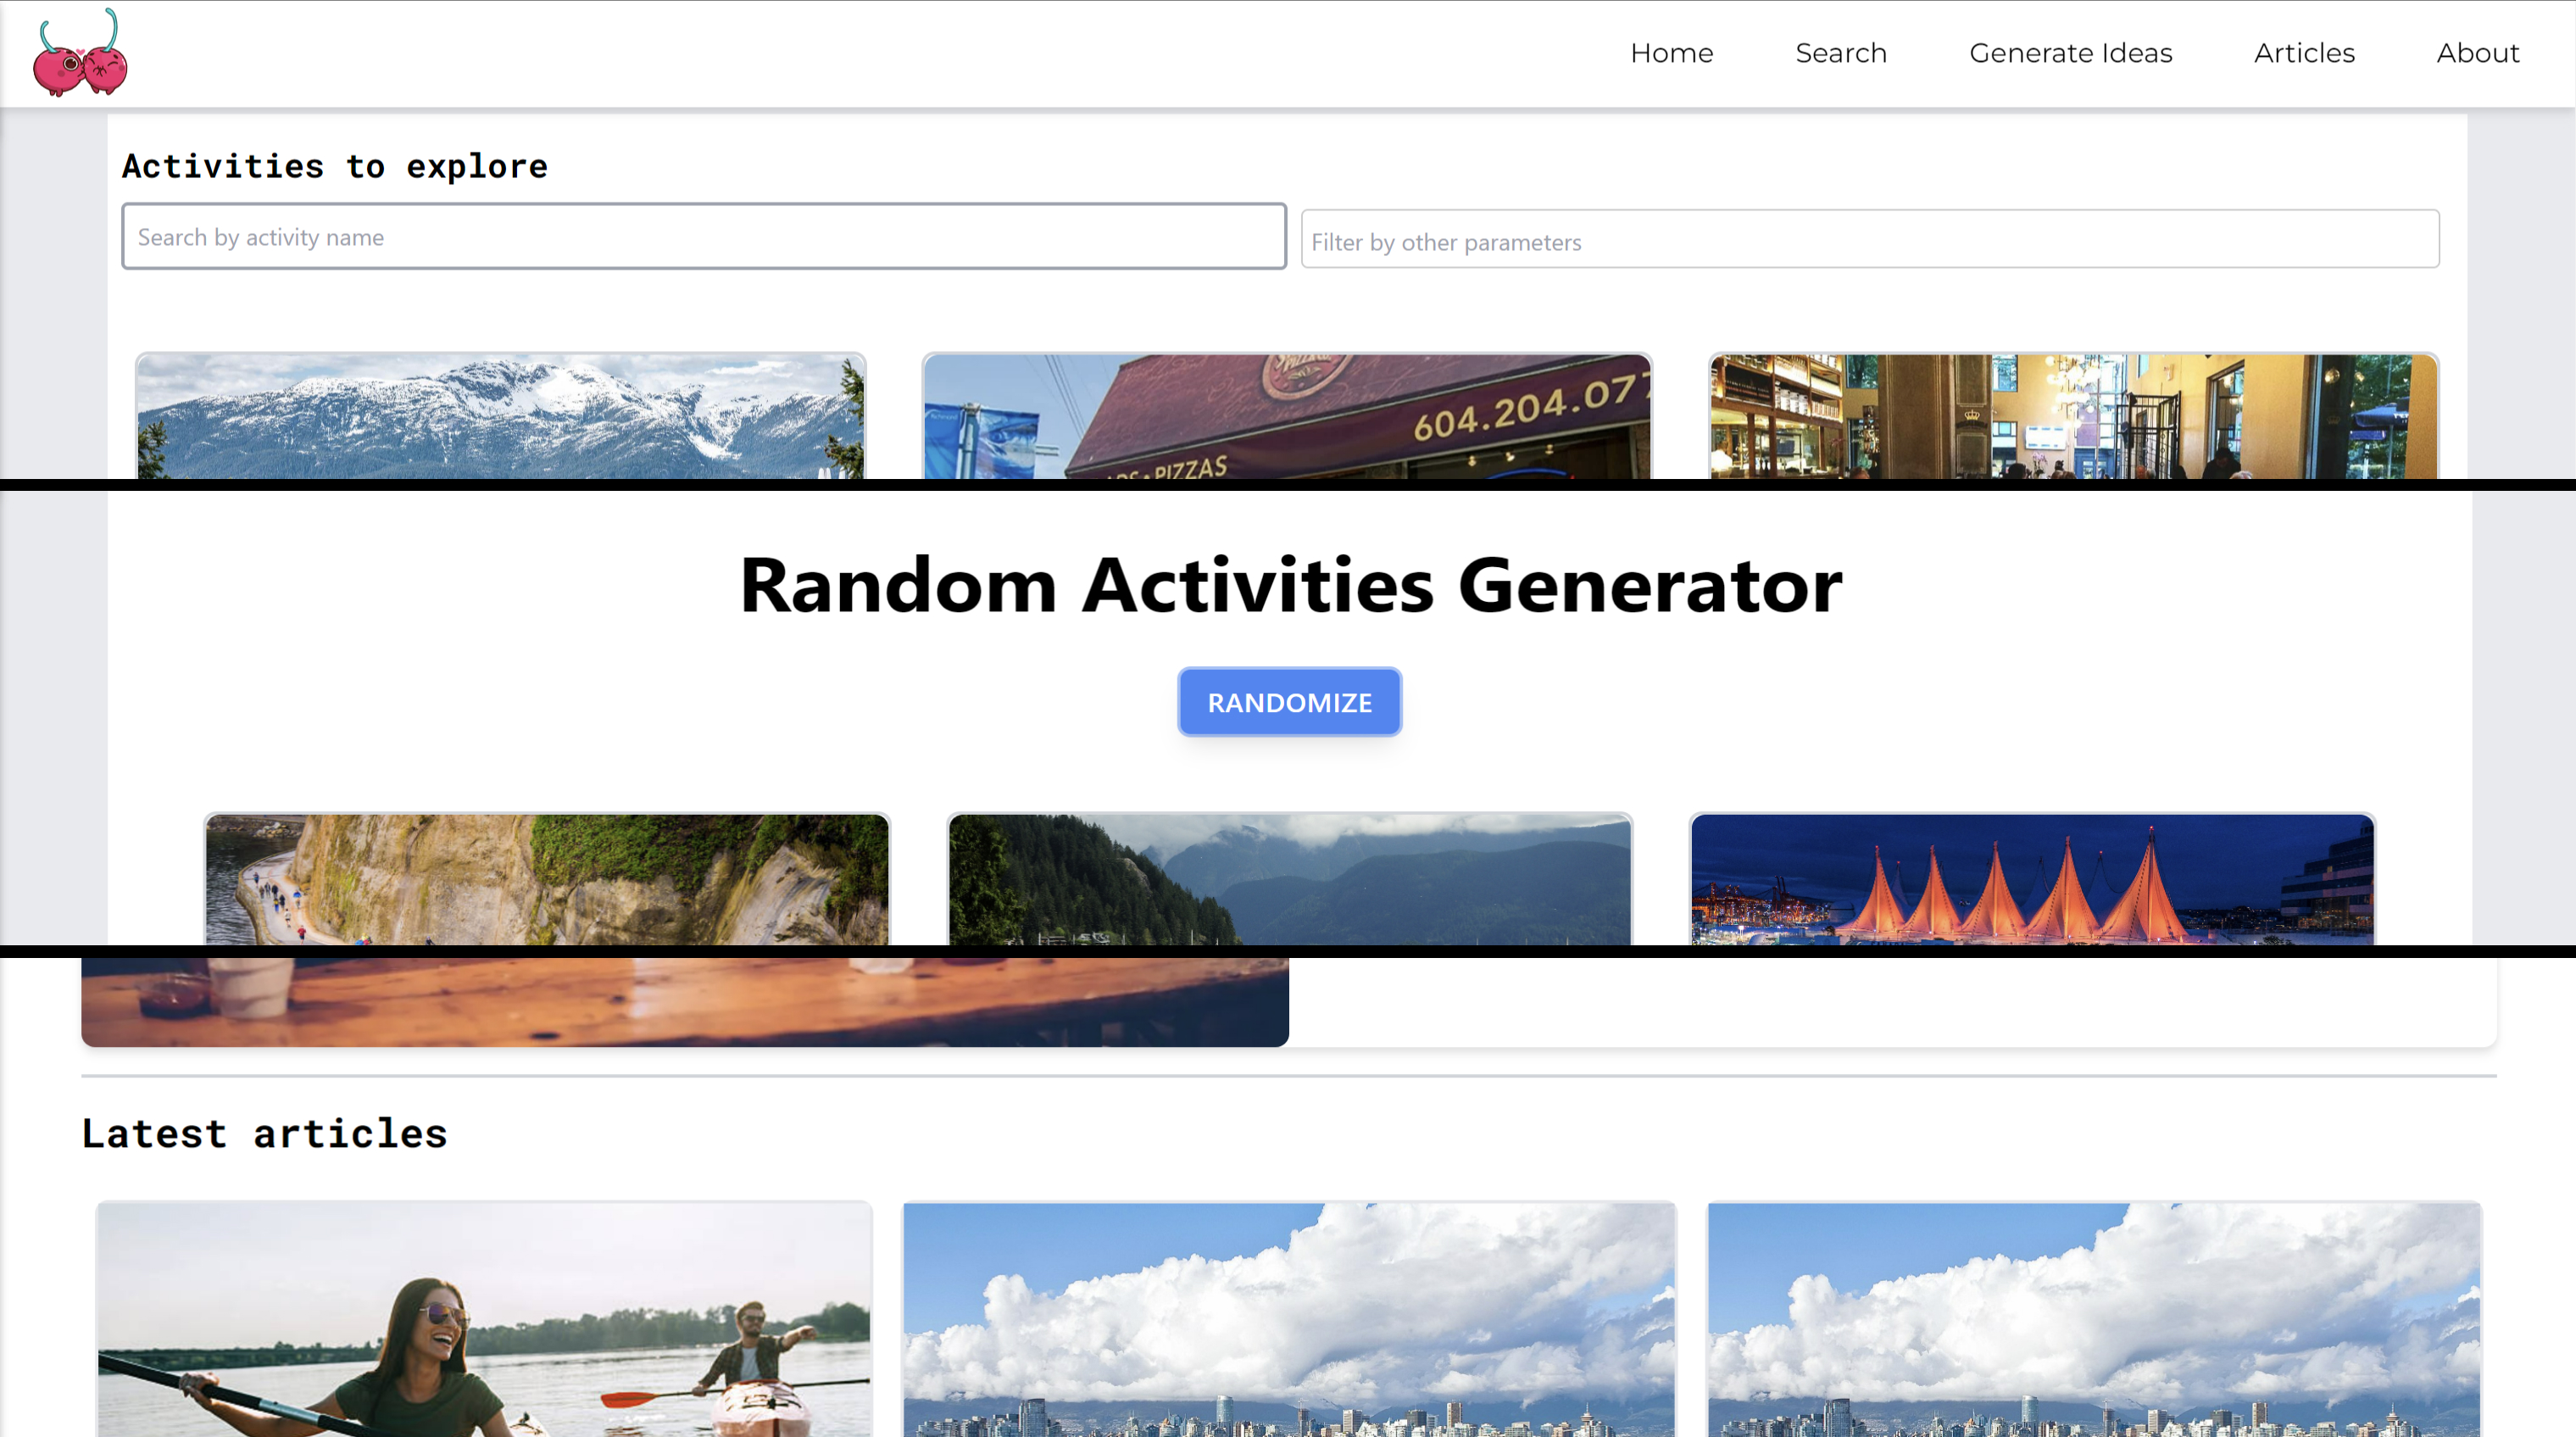 Home Search Generate Ideas Articles About
Activities to explore
Search by activity name
Filter by other parameters
604.204.07
PIZZAS
Random Activities Generator
RANDOMIZE
Latest articles